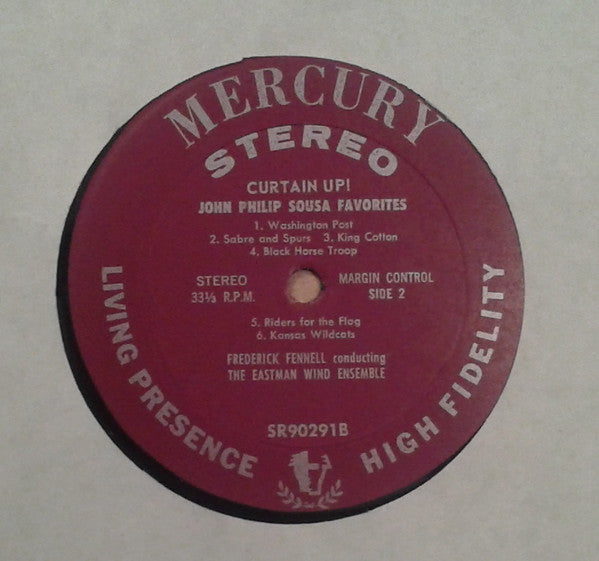 MERCURY
STEREO
CURTAIN UP!
JOHN PHILIP SOUSA FAVORITES
1. Washington Post
2. Sabre and Spurs 3. King Cotton
4. Black Horse Troop
STEREO
33⅓ R.P.M.
MARGIN CONTROL
SIDE 2
5. Riders for the Flag
6. Kansas Wildcats
FREDERICK FENNELL conducting
THE EASTMAN WIND ENSEMBLE
SR90291B
LIVING PRESENCE
HIGH FIDELITY